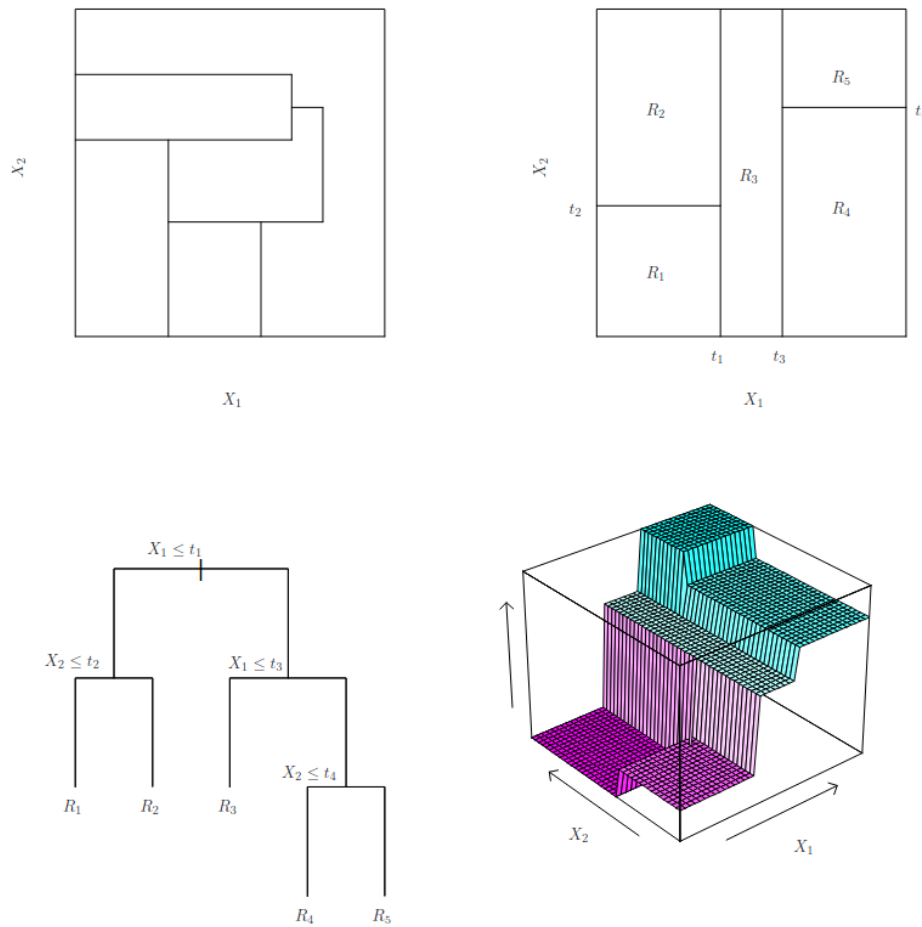 X₂
X₁
R₅
R₂
t
X₂
R₃
t₂
R₄
R₁
t₁
t₃
X₁
X₁ ≤ t₁
X₂ ≤ t₂
X₁ ≤ t₃
X₂ ≤ t₄
R₁
R₂
R₃
R₄
R₅
X₂
X₁